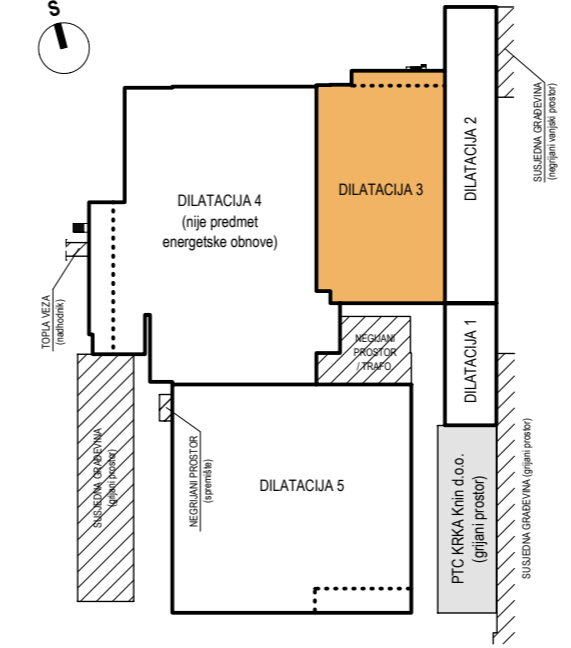 S
DILATACIJA 4
(nije predmet
energetske obnove)
DILATACIJA 3
DILATACIJA 2
SUSJEDNA GRAĐEVINA
(negrijani vanjski prostor)
TOPLA VEZA
(nadhodnik)
NEGIJANI
PROSTOR
/ TRAFO
DILATACIJA 1
SUSJEDNA GRAĐEVINA
(grijani prostor)
NEGRIJANI PROSTOR
(spremište)
DILATACIJA 5
PTC KRKA Knin d.o.o.
(grijani prostor)
SUSJEDNA GRAĐEVINA (grijani prostor)